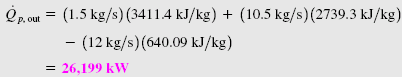 Q̇p, out = (1.5 kg/s)(3411.4 kJ/kg) + (10.5 kg/s)(2739.3 kJ/kg)
− (12 kg/s)(640.09 kJ/kg)
= 26,199 kW